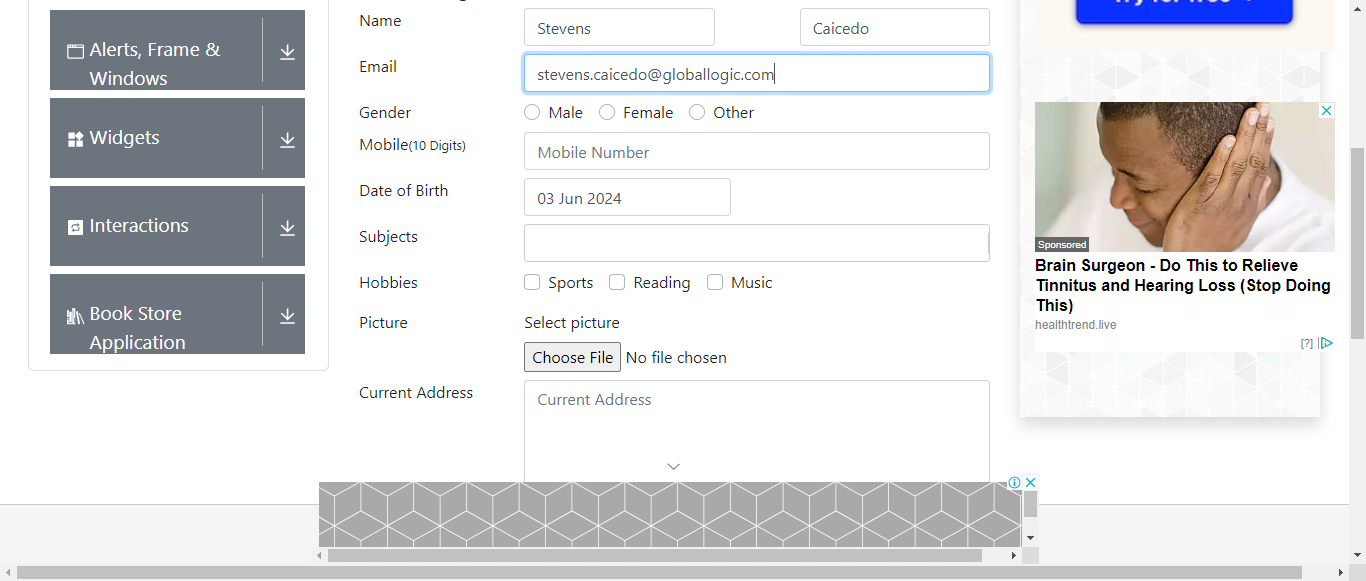 Alerts, Frame &
Windows
Widgets
Interactions
Book Store
Application
Name
Stevens
Caicedo
Email
stevens.caicedo@globallogic.com
Gender
Male
Female
Other
Mobile(10 Digits)
Mobile Number
Date of Birth
03 Jun 2024
Subjects
Hobbies
Sports
Reading
Music
Picture
Select picture
Choose File
No file chosen
Current Address
Current Address
Try for free
Sponsored
Brain Surgeon - Do This to Relieve
Tinnitus and Hearing Loss (Stop Doing
This)
healthtrend.live
[?]